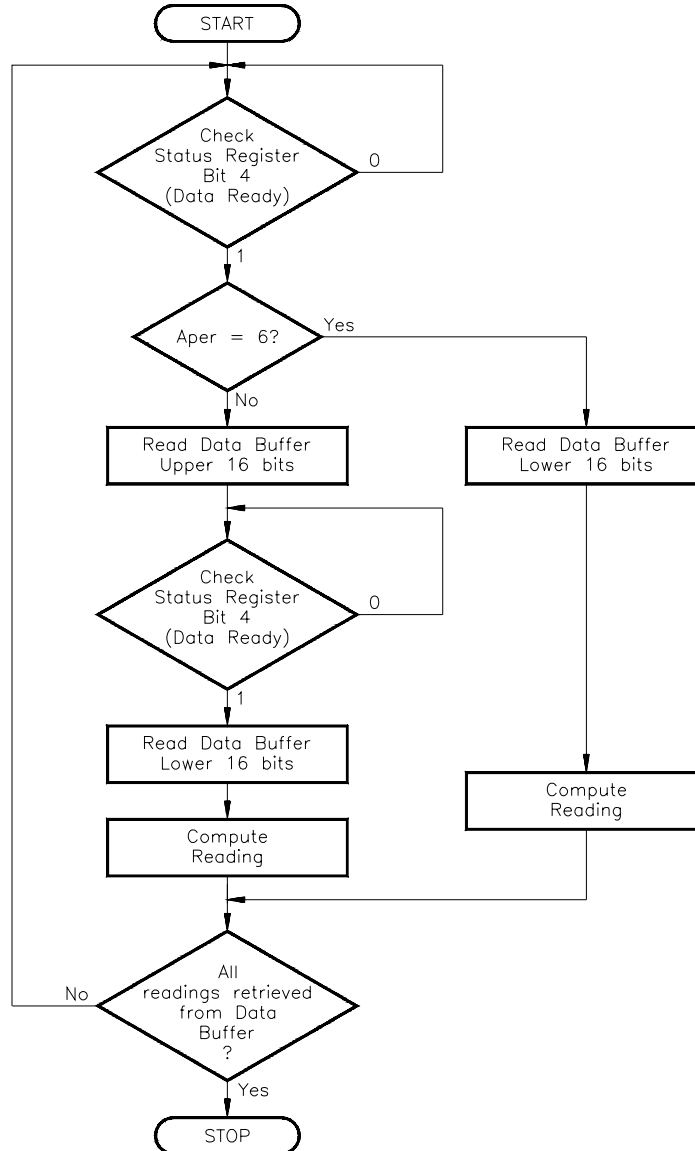 START
Check
Status Register
Bit 4
(Data Ready)
0
1
Aper = 6?
Yes
No
Read Data Buffer
Upper 16 bits
Read Data Buffer
Lower 16 bits
Check
Status Register
Bit 4
(Data Ready)
0
1
Read Data Buffer
Lower 16 bits
Compute
Reading
Compute
Reading
All
readings retrieved
from Data
Buffer
?
No
Yes
STOP